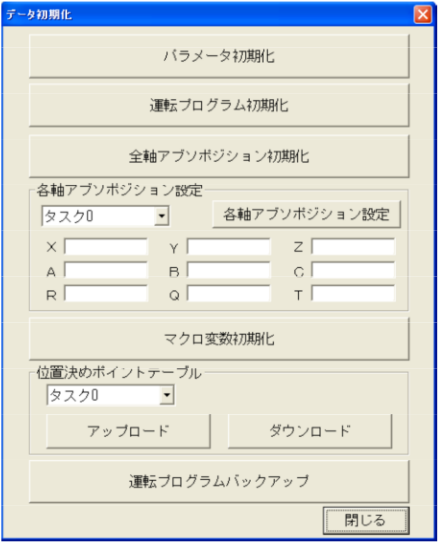 データ初期化
パラメータ初期化
運転プログラム初期化
全軸アブソポジション初期化
各軸アブソポジション設定
タスク0 各軸アブソポジション設定
X Y Z
A B C
R Q T
マクロ変数初期化
位置決めポイントテーブル
タスク0
アップロード ダウンロード
運転プログラムバックアップ
閉じる